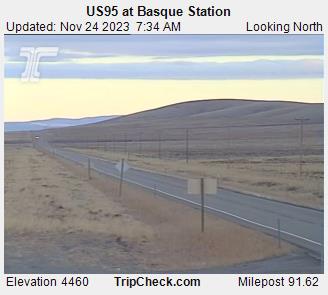 US95 at Basque Station
Updated: Nov 24 2023 7:34 AM Looking North
Elevation 4460 TripCheck.com Milepost 91.62